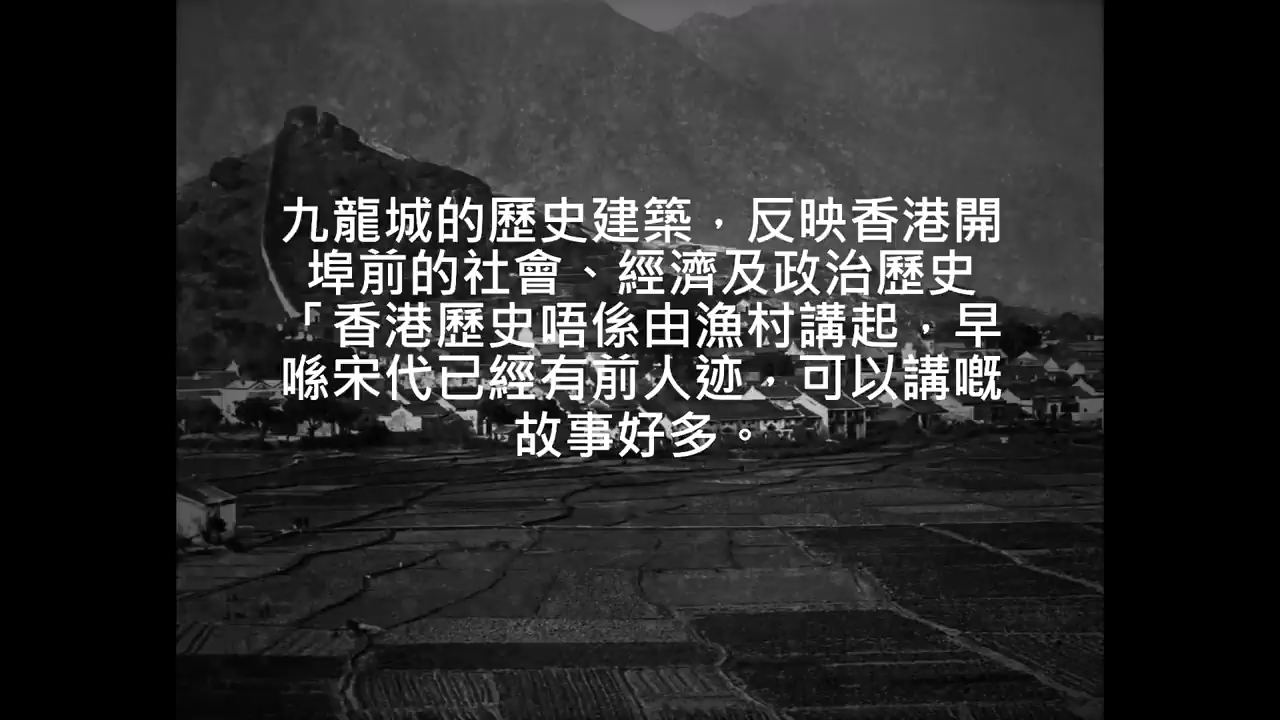 九龍城的歷史建築，反映香港開
埠前的社會、經濟及政治歷史
「香港歷史唔係由漁村講起，早
喺宋代已經有前人迹，可以講嘅
故事好多。